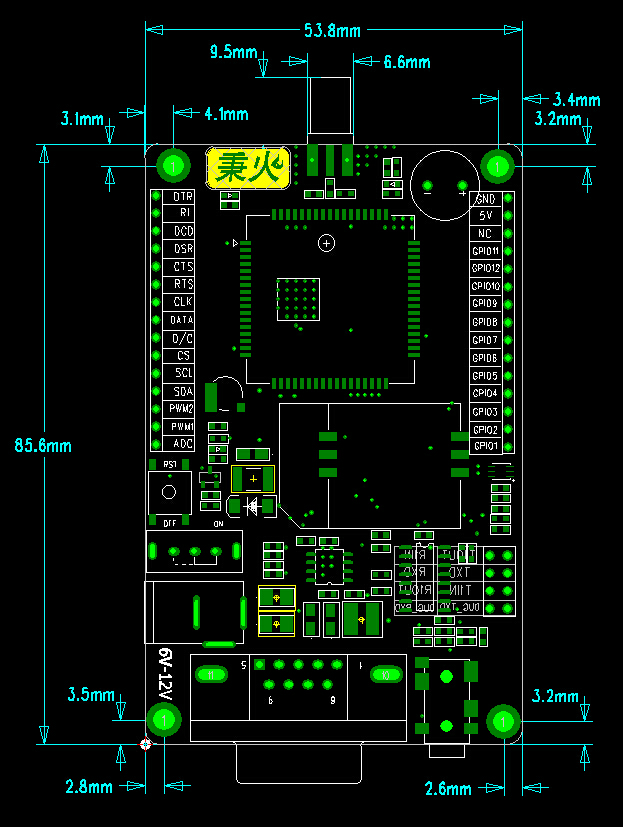 53.8mm
9.5mm
6.6mm
3.1mm
4.1mm
3.4mm
3.2mm
秉火
DTR
RI
DCD
DSR
CTS
RTS
CLK
DATA
D/C
CS
SCL
SDA
PWM2
PWM1
ADC
GND
5V
NC
GPIO11
GPIO12
GPIO10
GPIO9
GPIO8
GPIO7
GPIO6
GPIO5
GPIO4
GPIO3
GPIO2
GPIO1
85.6mm
RST
OFF
ON
TXD
RXD
T1IN
R1OUT
6V-12V
5
1
9
6
3.5mm
3.2mm
2.8mm
2.6mm